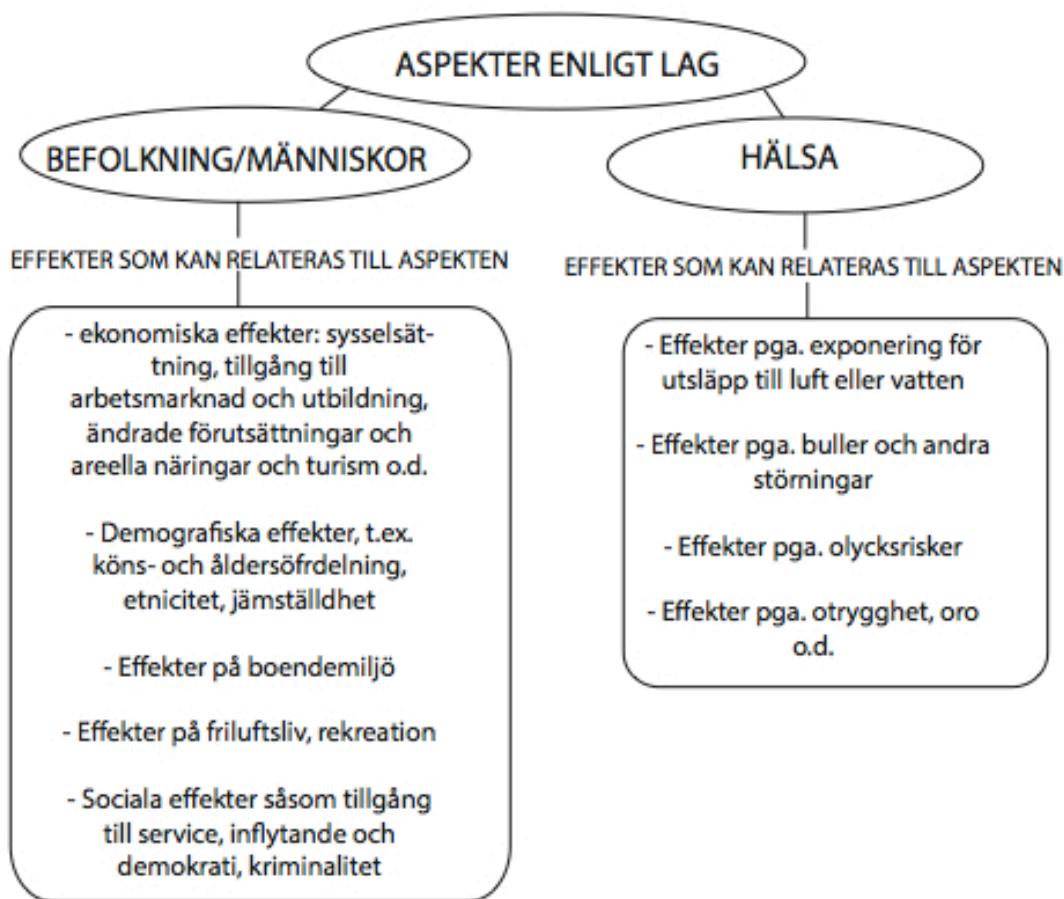 ASPEKTER ENLIGT LAG
BEFOLKNING/MÄNNISKOR
EFFEKTER SOM KAN RELATERAS TILL ASPEKTEN
- ekonomiska effekter: sysselsät-
tning, tillgång till
arbetsmarknad och utbildning,
ändrade förutsättningar och
areella näringar och turism o.d.
- Demografiska effekter, t.ex.
köns- och åldersöfrdelning,
etnicitet, jämställdhet
- Effekter på boendemiljö
- Effekter på friluftsliv, rekreation
- Sociala effekter såsom tillgång
till service, inflytande och
demokrati, kriminalitet
HÄLSA
EFFEKTER SOM KAN RELATERAS TILL ASPEKTEN
- Effekter pga. exponering för
utsläpp till luft eller vatten
- Effekter pga. buller och andra
störningar
- Effekter pga. olycksrisker
- Effekter pga. otrygghet, oro
o.d.